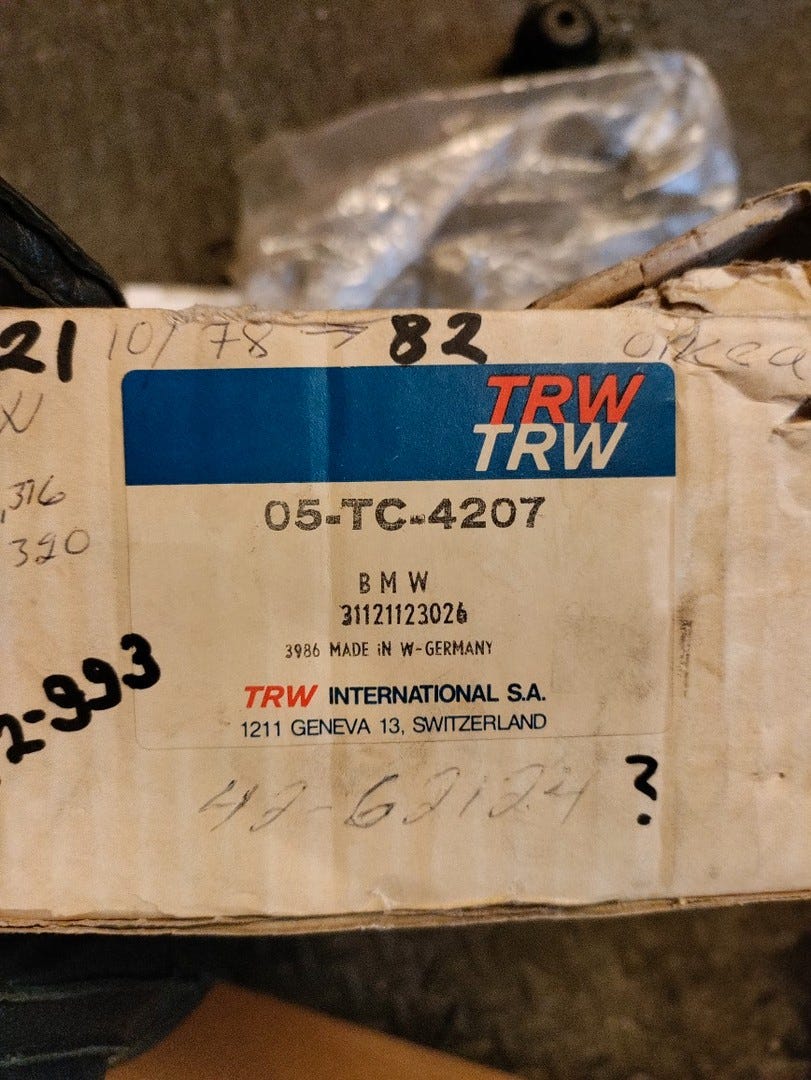 21 10/78 → 82
TRW
TRW
05-TC-4207
316
320
BMW
31121123026
3986 MADE iN W-GERMANY
2-993
TRW INTERNATIONAL S.A.
1211 GENEVA 13, SWITZERLAND
42-62124 ?